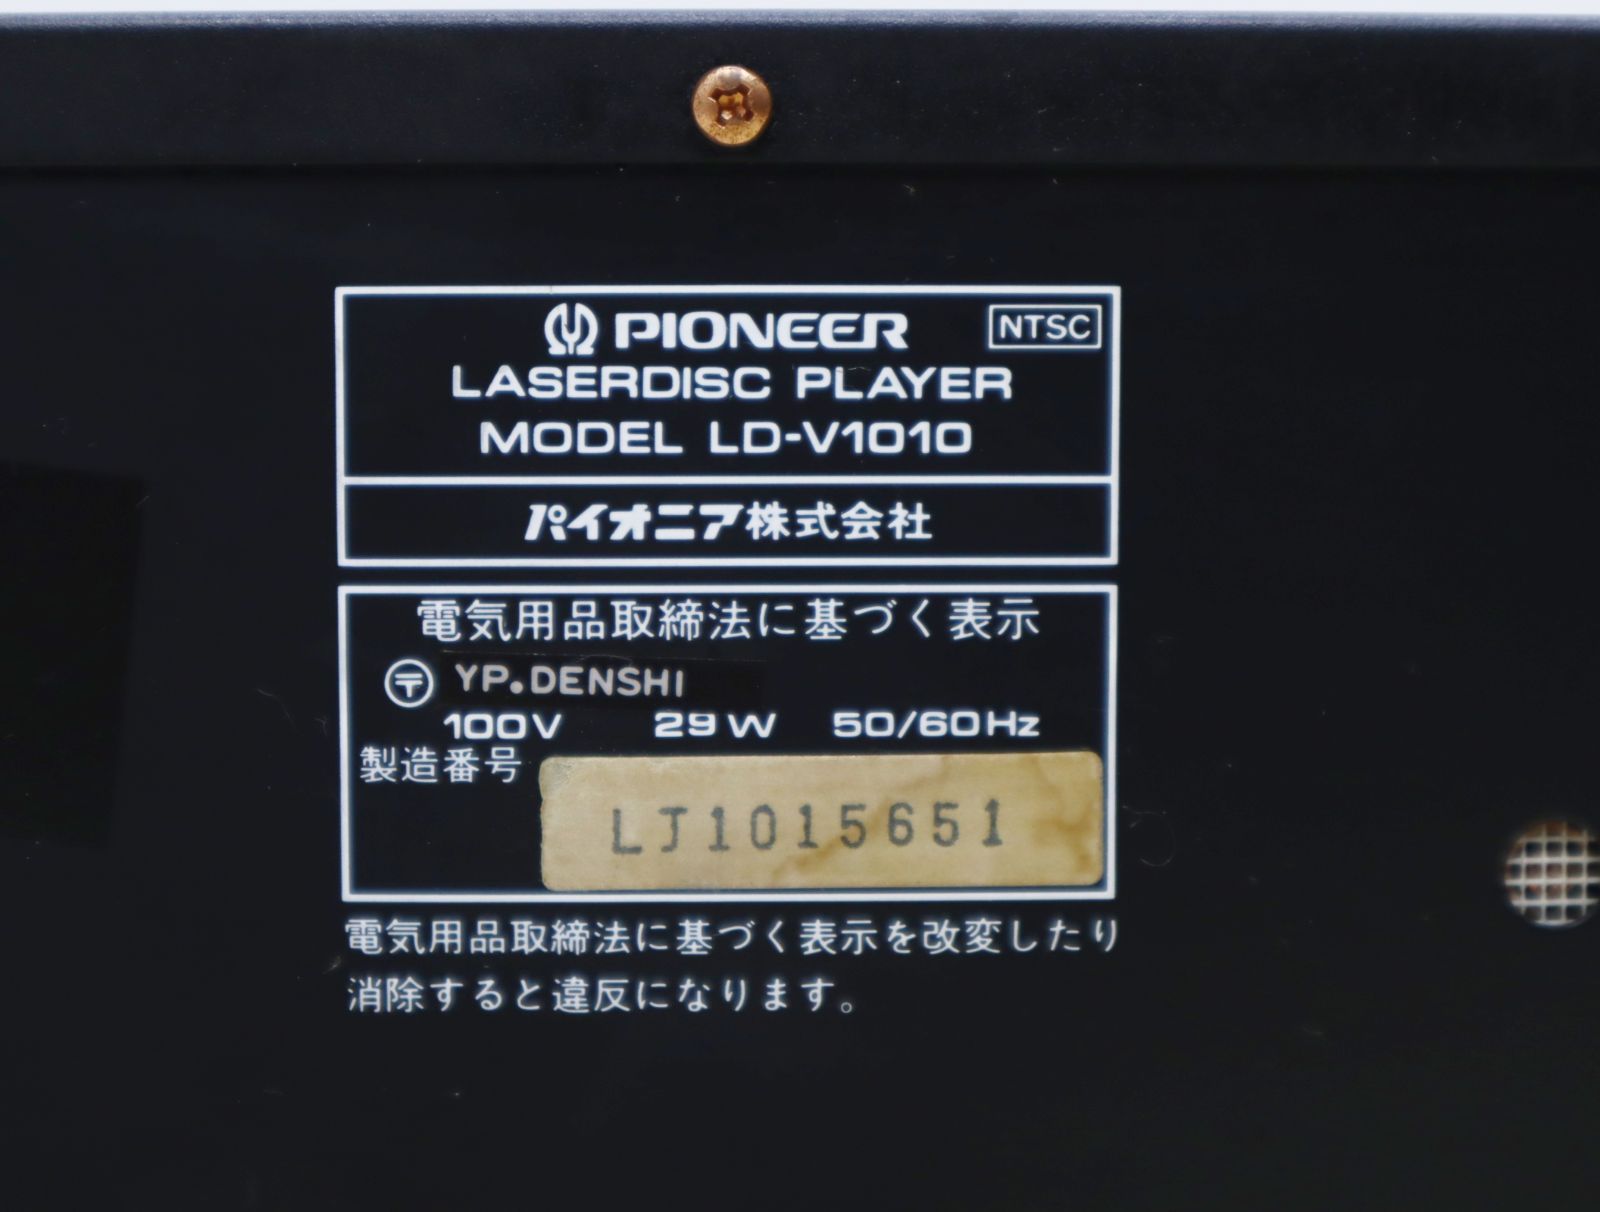 PIONEER NTSC
LASERDISC PLAYER
MODEL LD-V1010
パイオニア株式会社
電気用品取締法に基づく表示
〒 YP.DENSHI
100V 29W 50/60Hz
製造番号
LJ1015651
電気用品取締法に基づく表示を改変したり
消除すると違反になります。